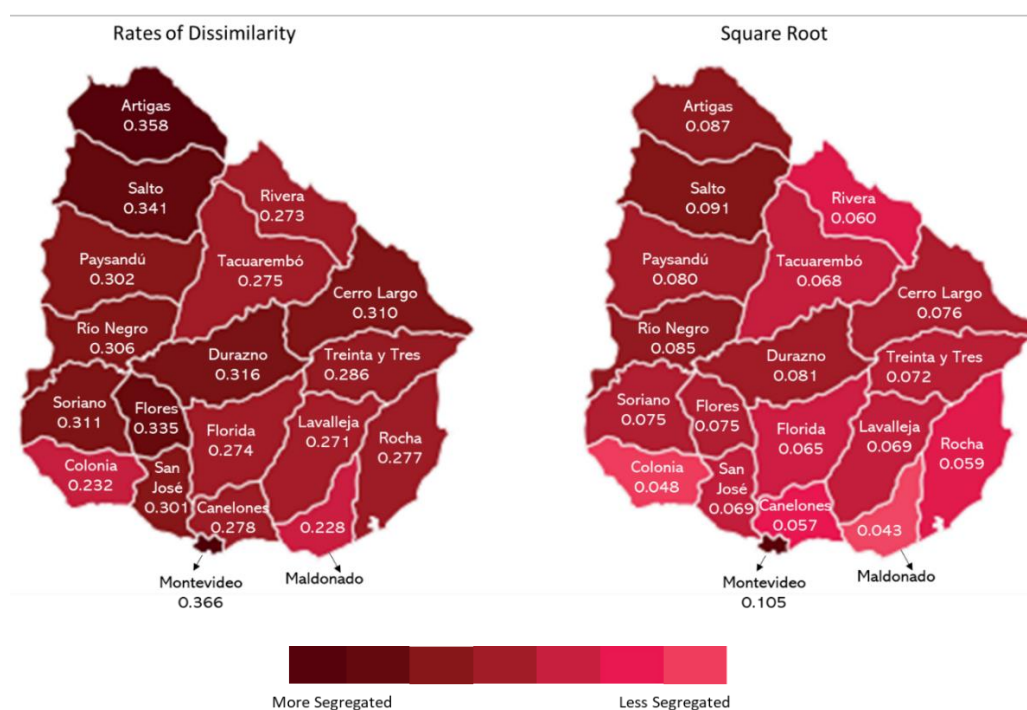 Rates of Dissimilarity
Artigas
0.358
Salto
0.341
Rivera
0.273
Paysandú
0.302
Tacuarembó
0.275
Cerro Largo
0.310
Río Negro
0.306
Durazno
0.316
Treinta y Tres
0.286
Soriano
0.311
Flores
0.335
Florida
0.274
Lavalleja
0.271
Rocha
0.277
Colonia
0.232
San
José
0.301
Canelones
0.278
0.228
Montevideo
0.366
Maldonado
Square Root
Artigas
0.087
Salto
0.091
Rivera
0.060
Paysandú
0.080
Tacuarembó
0.068
Cerro Largo
0.076
Río Negro
0.085
Durazno
0.081
Treinta y Tres
0.072
Soriano
0.075
Flores
0.075
Florida
0.065
Lavalleja
0.069
Rocha
0.059
Colonia
0.048
San
José
0.069
Canelones
0.057
0.043
Montevideo
0.105
Maldonado
More Segregated
Less Segregated